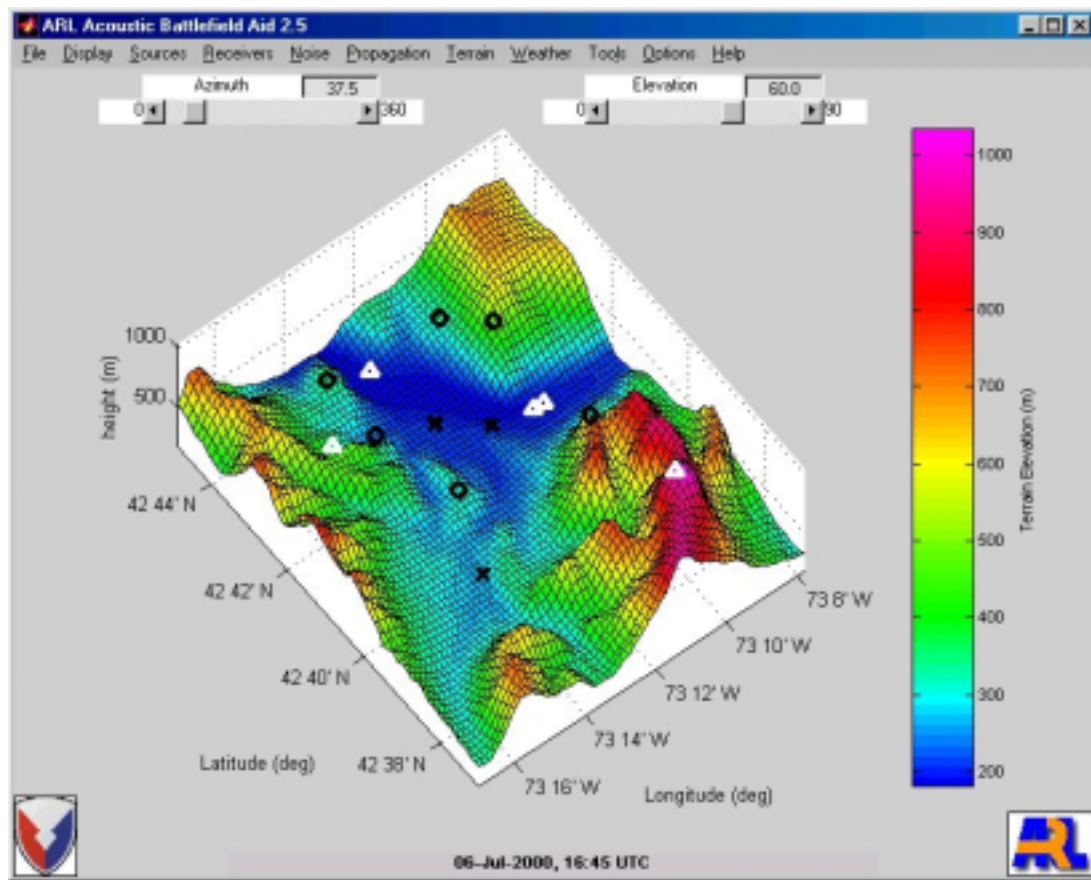 ARL Acoustic Battlefield Aid 2.5
File Display Sources Receivers Noise Propagation Terrain Weather Tools Options Help
Azimuth 37.5
0 360
Elevation 60.0
0 90
1000
500
height (m)
42 44' N
42 42' N
42 40' N
42 38' N
Latitude (deg)
73 16' W
73 14' W
73 12' W
73 10' W
73 8' W
Longitude (deg)
1000
900
800
700
600
500
400
300
200
Terrain Elevation (m)
06-Jul-2000, 16:45 UTC
ARL